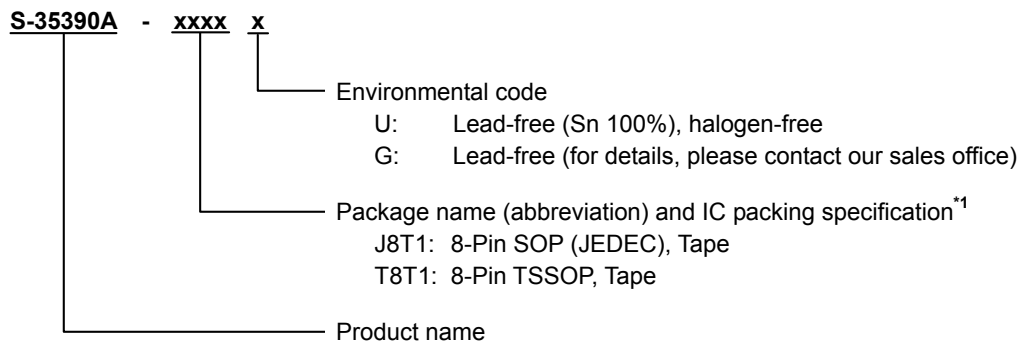 S-35390A - xxxx x
Environmental code
U: Lead-free (Sn 100%), halogen-free
G: Lead-free (for details, please contact our sales office)
Package name (abbreviation) and IC packing specification*1
J8T1: 8-Pin SOP (JEDEC), Tape
T8T1: 8-Pin TSSOP, Tape
Product name